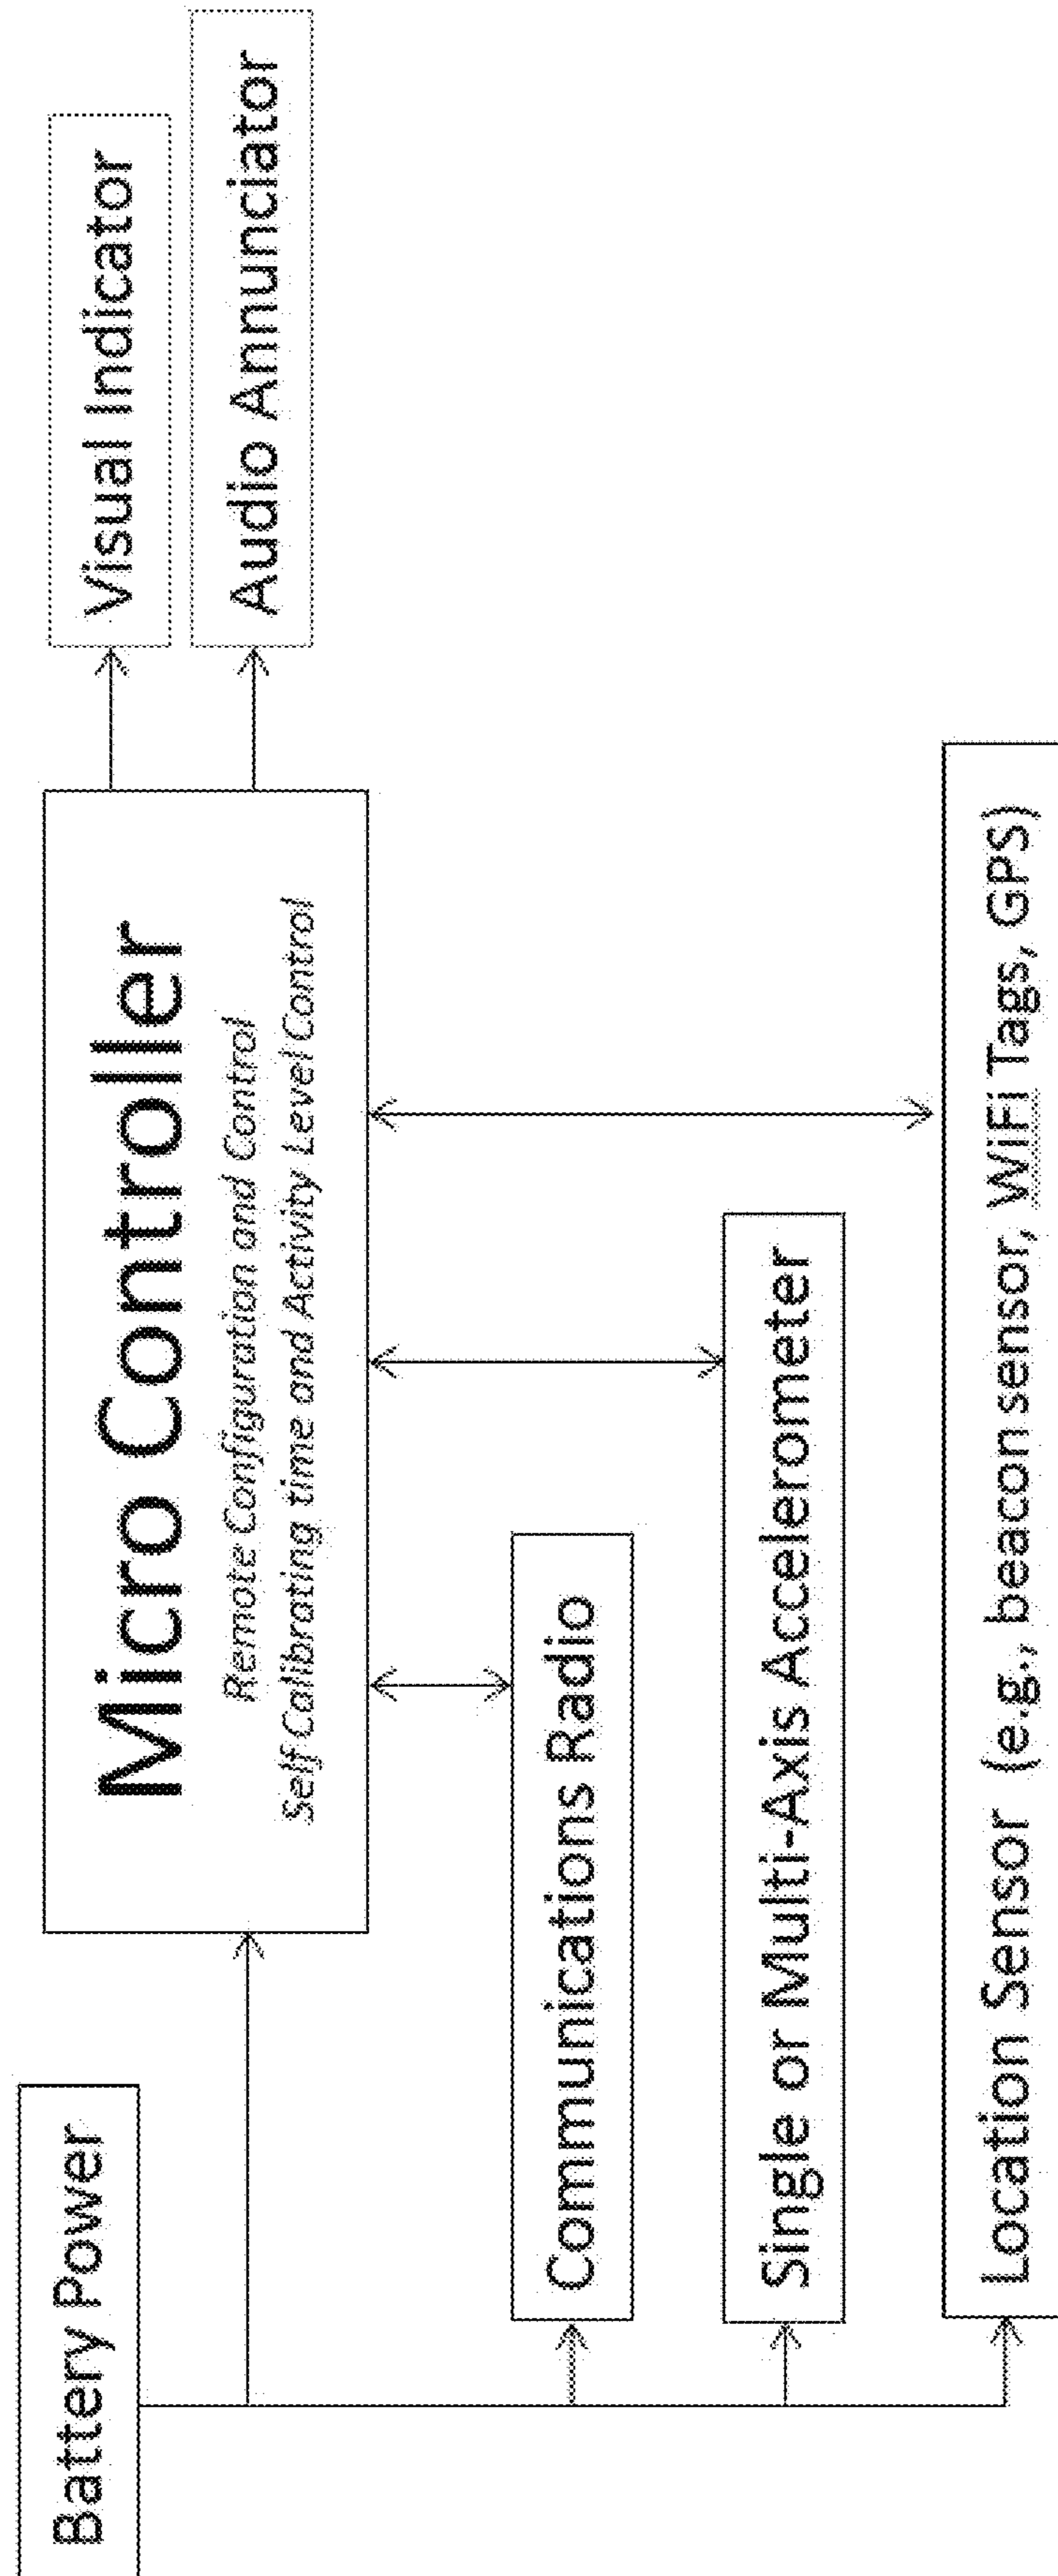 Battery Power
Micro Controller
Remote Configuration and Control
Self Calibrating time and Activity Level Control
Visual Indicator
Audio Annunciator
Communications Radio
Single or Multi-Axis Accelerometer
Location Sensor (e.g., beacon sensor, WiFi Tags, GPS)